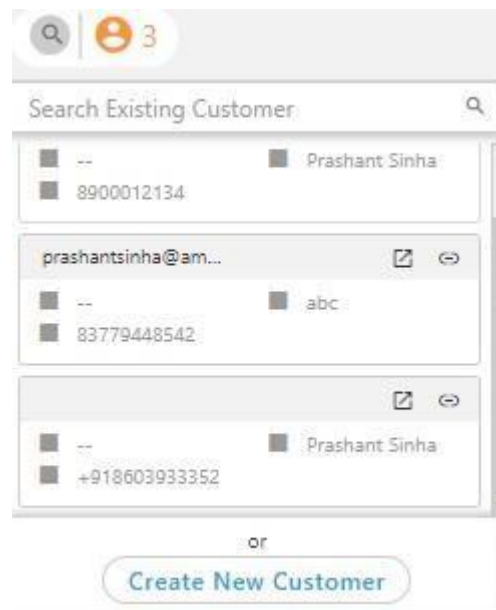 3
Search Existing Customer
-- Prashant Sinha
8900012134
prashantsinha@am...
-- abc
83779448542
-- Prashant Sinha
+918603933352
or
Create New Customer